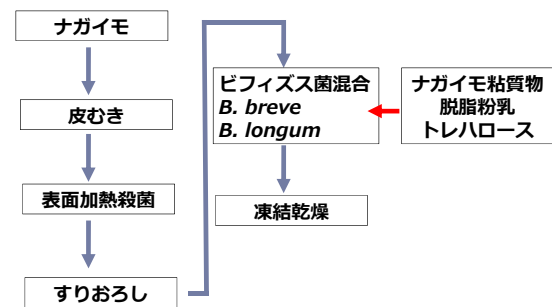 ナガイモ
皮むき
表面加熱殺菌
すりおろし
ビフィズス菌混合
B. breve
B. longum
凍結乾燥
ナガイモ粘質物
脱脂粉乳
トレハロース